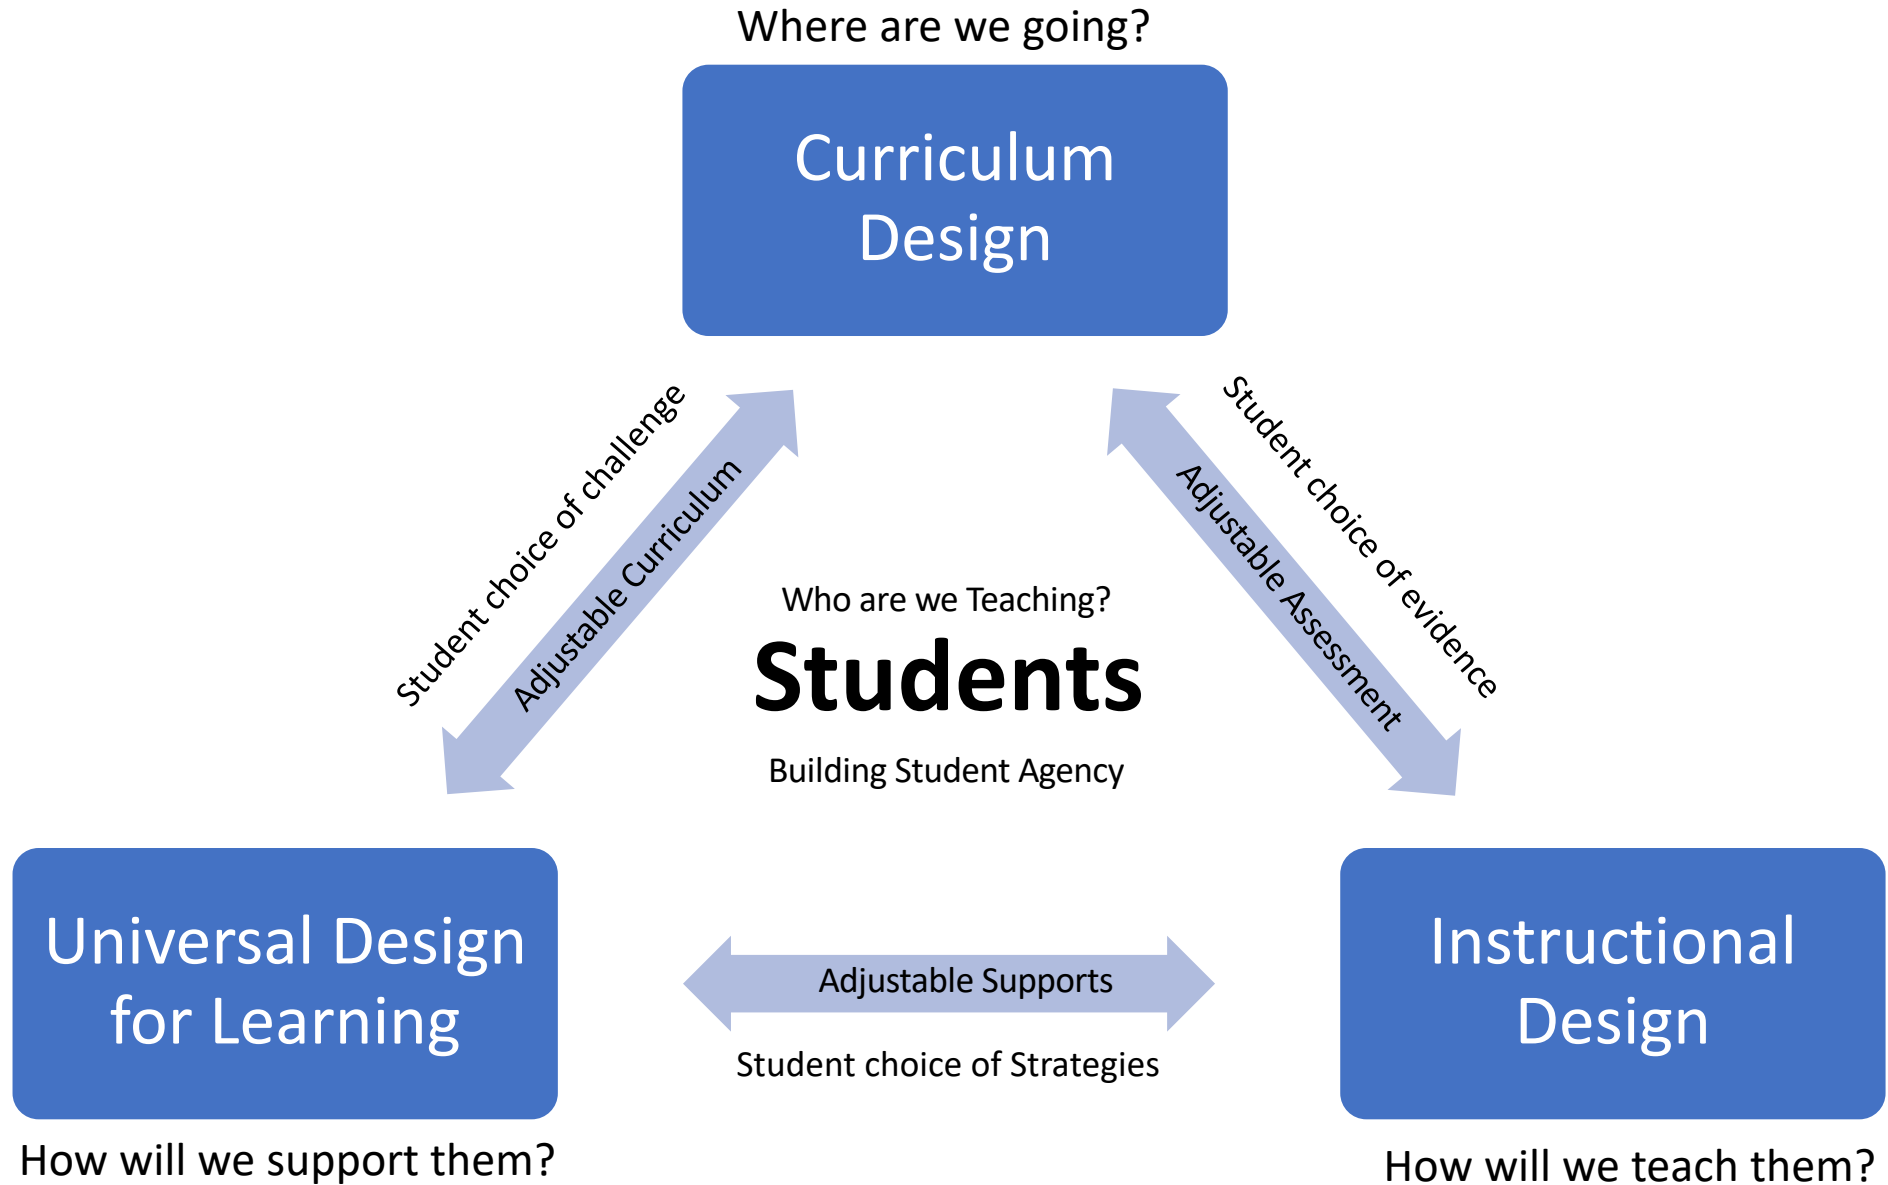 Where are we going?
Curriculum
Design
Student choice of challenge
Adjustable Curriculum
Student choice of evidence
Adjustable Assessment
Who are we Teaching?
Students
Building Student Agency
Universal Design
for Learning
Adjustable Supports
Student choice of Strategies
Instructional
Design
How will we support them?
How will we teach them?